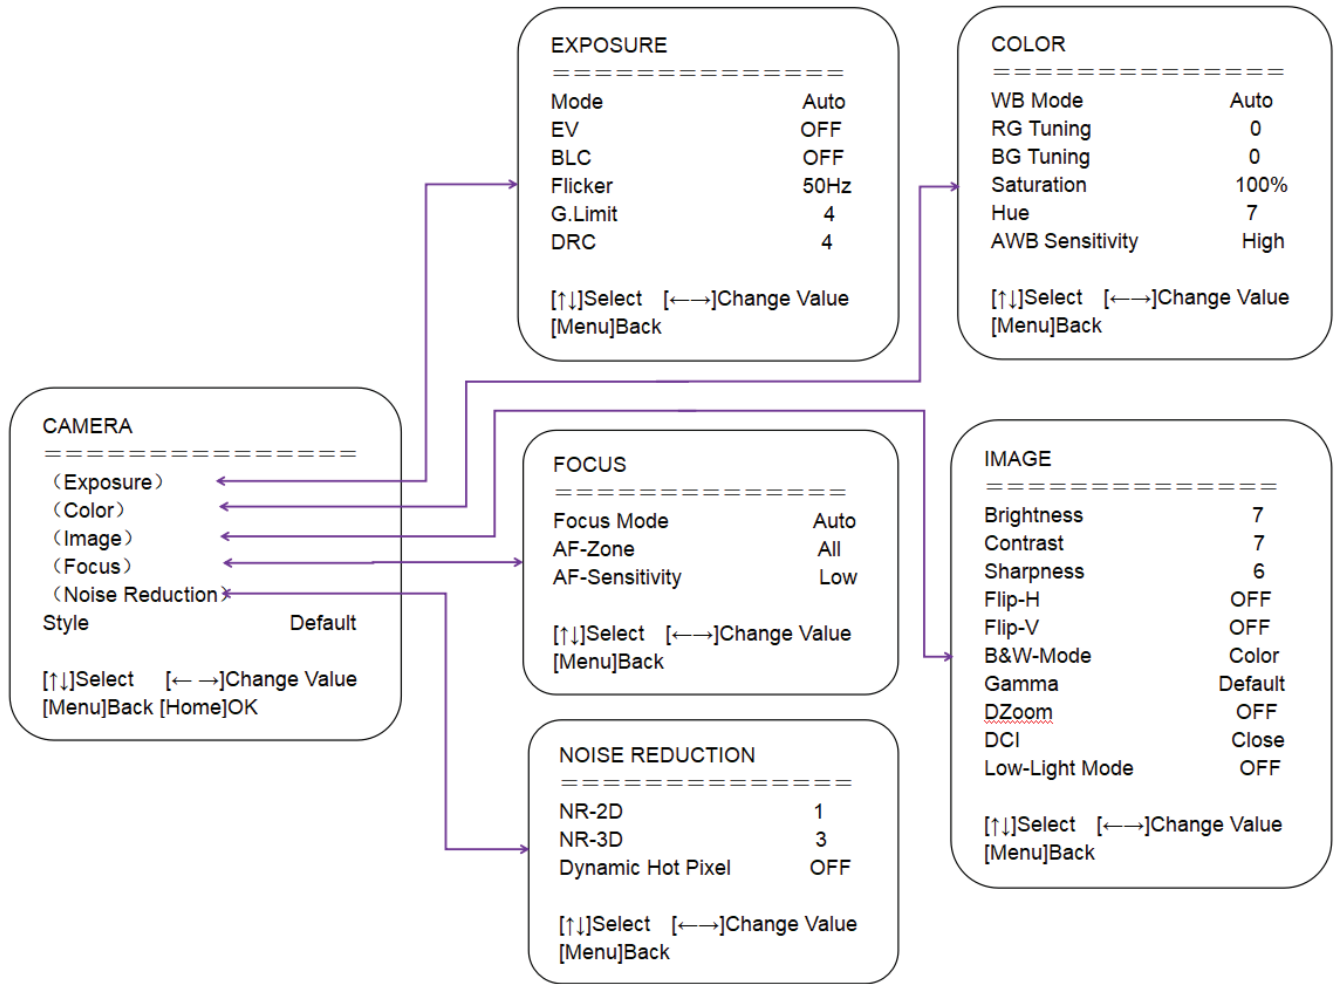 EXPOSURE
==============
Mode Auto
EV OFF
BLC OFF
Flicker 50Hz
G.Limit 4
DRC 4
[↑↓]Select [←→]Change Value
[Menu]Back
COLOR
==============
WB Mode Auto
RG Tuning 0
BG Tuning 0
Saturation 100%
Hue 7
AWB Sensitivity High
[↑↓]Select [←→]Change Value
[Menu]Back
CAMERA
===============
（Exposure）
（Color）
（Image）
（Focus）
（Noise Reduction）
Style Default
[↑↓]Select [← →]Change Value
[Menu]Back [Home]OK
FOCUS
==============
Focus Mode Auto
AF-Zone All
AF-Sensitivity Low
[↑↓]Select [←→]Change Value
[Menu]Back
IMAGE
==============
Brightness 7
Contrast 7
Sharpness 6
Flip-H OFF
Flip-V OFF
B&W-Mode Color
Gamma Default
DZoom OFF
DCI Close
Low-Light Mode OFF
[↑↓]Select [←→]Change Value
[Menu]Back
NOISE REDUCTION
==============
NR-2D 1
NR-3D 3
Dynamic Hot Pixel OFF
[↑↓]Select [←→]Change Value
[Menu]Back